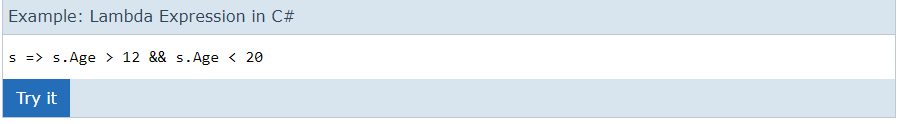 Example: Lambda Expression in C#
s => s.Age > 12 && s.Age < 20
Try it